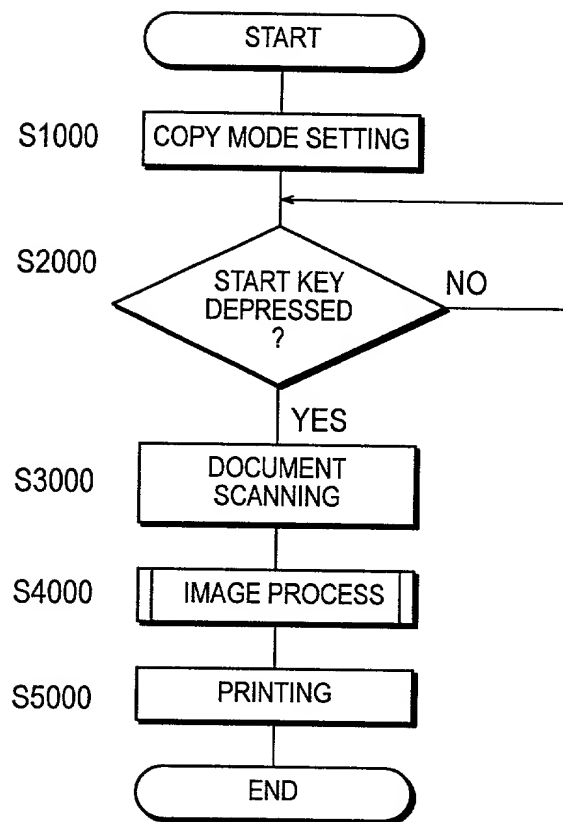 START
S1000
COPY MODE SETTING
S2000
START KEY
DEPRESSED
?
NO
YES
S3000
DOCUMENT
SCANNING
S4000
IMAGE PROCESS
S5000
PRINTING
END